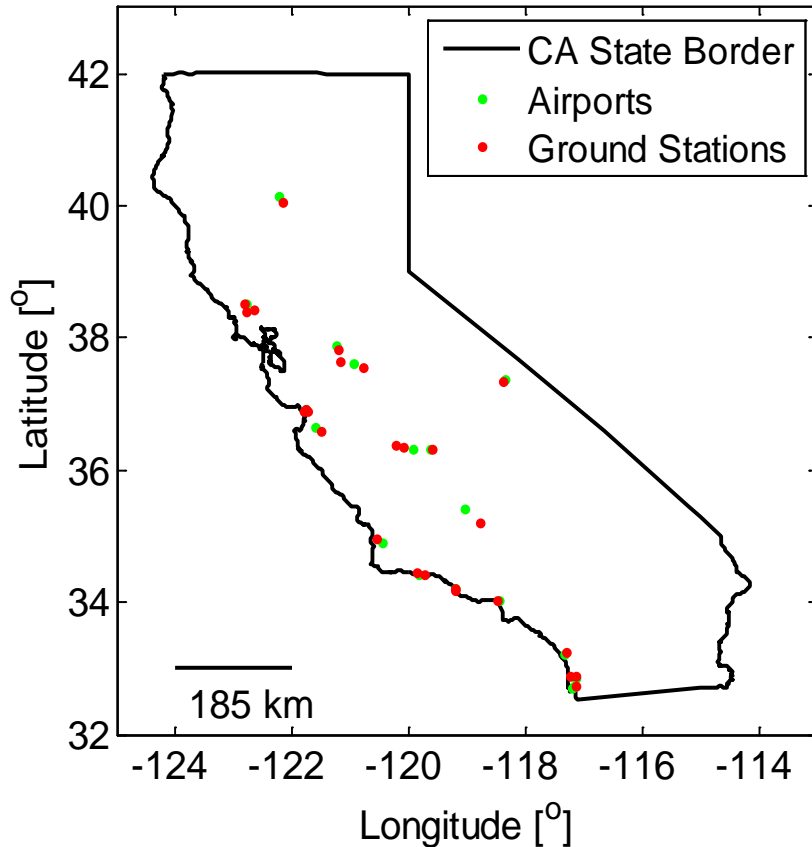 CA State Border
Airports
Ground Stations
42
40
38
36
34
32
Latitude [o]
185 km
-124 -122 -120 -118 -116 -114
Longitude [o]